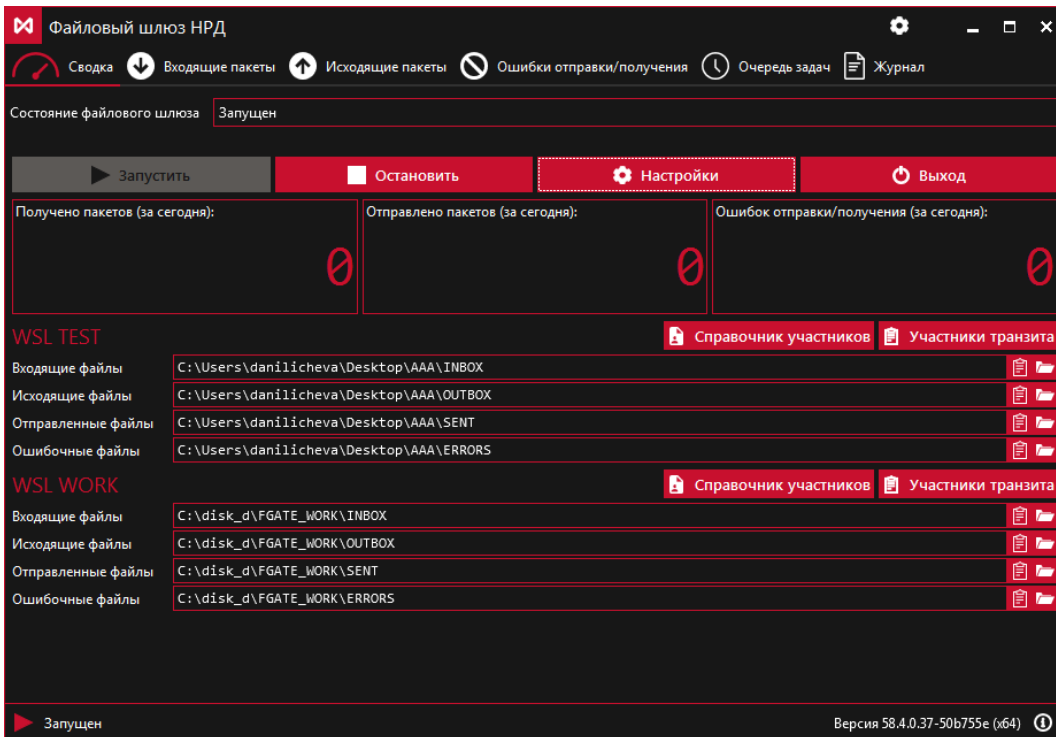 Файловый шлюз НРД
Сводка Входящие пакеты Исходящие пакеты Ошибки отправки/получения Очередь задач Журнал
Состояние файлового шлюза Запущен
Запустить Остановить Настройки Выход
Получено пакетов (за сегодня): Отправлено пакетов (за сегодня): Ошибок отправки/получения (за сегодня):
0 0 0
WSL TEST Справочник участников Участники транзита
Входящие файлы C:\Users\danilicheva\Desktop\AAA\INBOX
Исходящие файлы C:\Users\danilicheva\Desktop\AAA\OUTBOX
Отправленные файлы C:\Users\danilicheva\Desktop\AAA\SENT
Ошибочные файлы C:\Users\danilicheva\Desktop\AAA\ERRORS
WSL WORK Справочник участников Участники транзита
Входящие файлы C:\disk_d\FGATE_WORK\INBOX
Исходящие файлы C:\disk_d\FGATE_WORK\OUTBOX
Отправленные файлы C:\disk_d\FGATE_WORK\SENT
Ошибочные файлы C:\disk_d\FGATE_WORK\ERRORS
Запущен Версия 58.4.0.37-50b755e (x64)